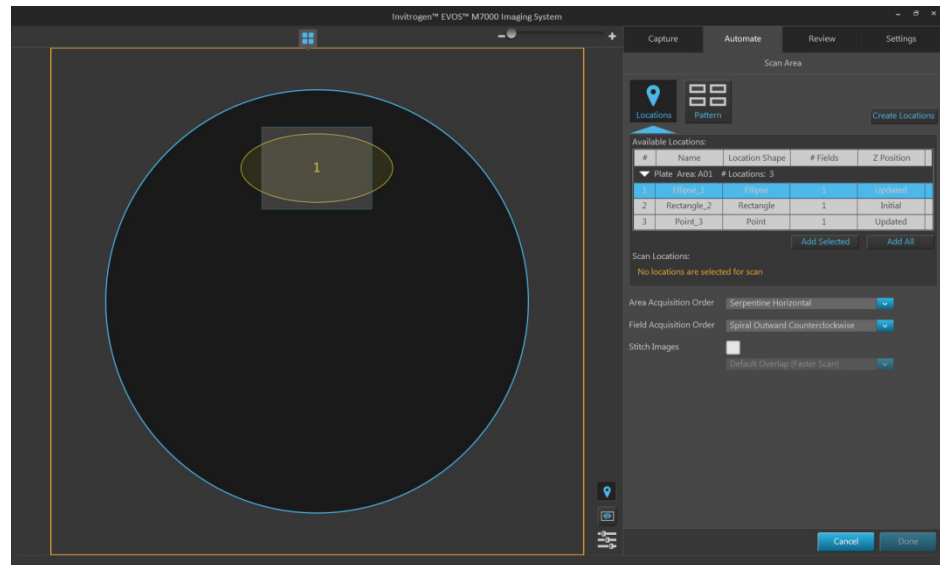 Invitrogen™ EVOS™ M7000 Imaging System
Capture Automate Review Settings
Scan Area
Locations Pattern Create Locations
Available Locations:
# Name Location Shape # Fields Z Position
Plate Area: A01 # Locations: 3
1 Ellipse_1 Ellipse 1 Updated
2 Rectangle_2 Rectangle 1 Initial
3 Point_3 Point 1 Updated
Add Selected Add All
Scan Locations:
No locations are selected for scan
Area Acquisition Order Serpentine Horizontal
Field Acquisition Order Spiral Outward Counterclockwise
Stitch Images
Default Overlap (Faster Scan)
1
Cancel Done